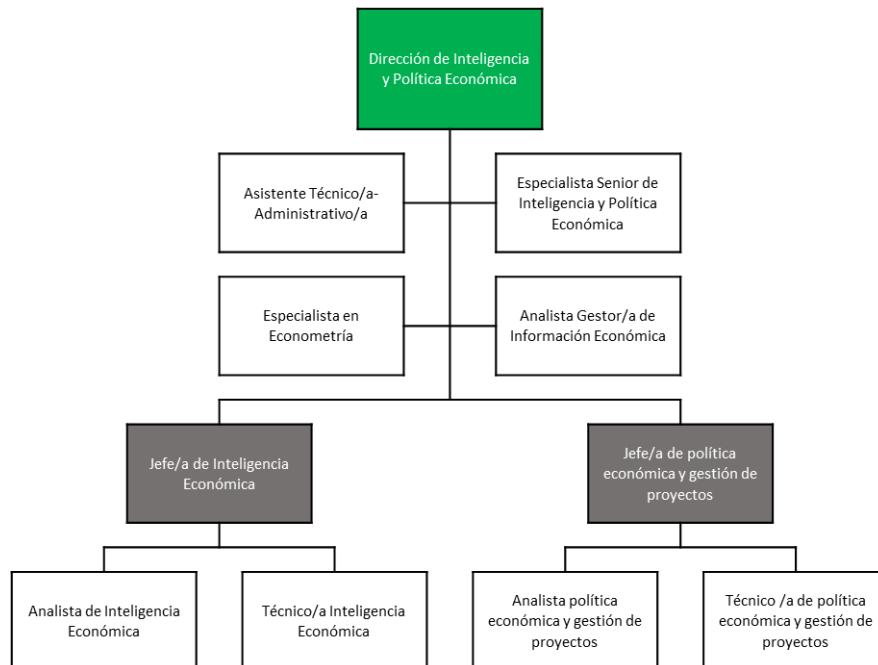 Dirección de Inteligencia
y Política Económica
Asistente Técnico/a-
Administrativo/a
Especialista Senior de
Inteligencia y Política
Económica
Especialista en
Econometría
Analista Gestor/a de
Información Económica
Jefe/a de Inteligencia
Económica
Jefe/a de política
económica y gestión de
proyectos
Analista de Inteligencia
Económica
Técnico/a Inteligencia
Económica
Analista política
económica y gestión de
proyectos
Técnico /a de política
económica y gestión de
proyectos